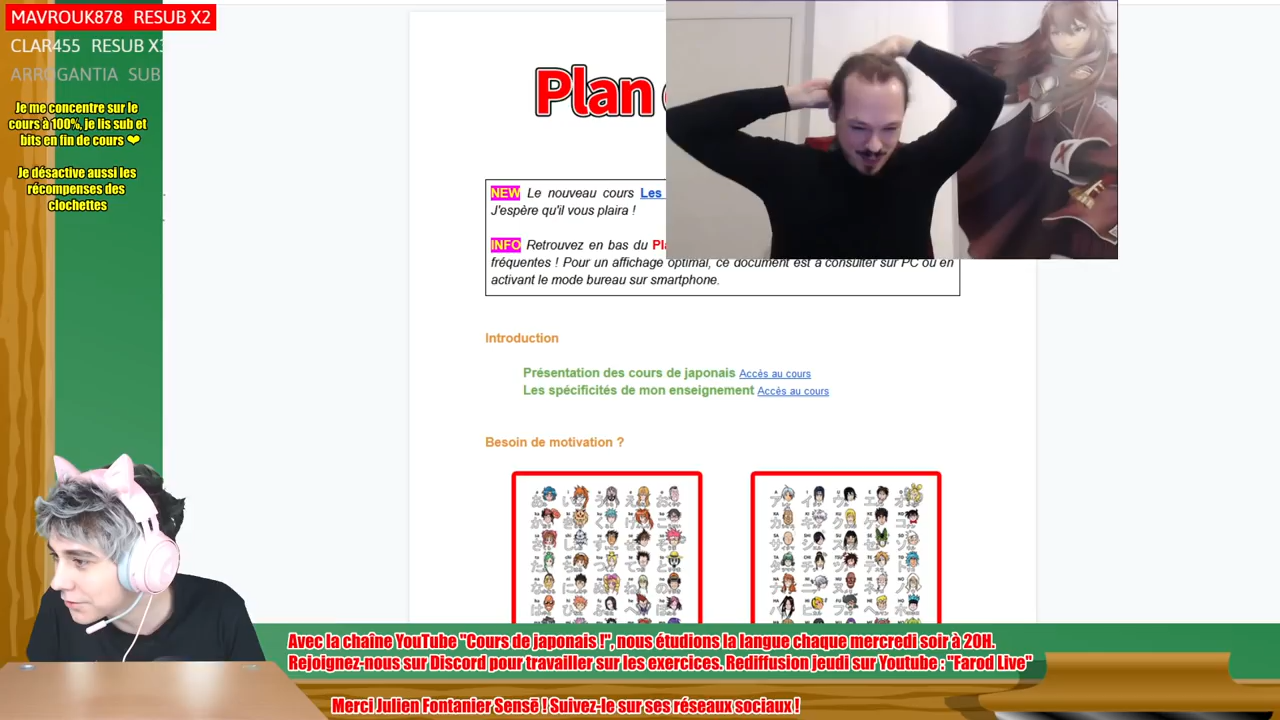 MAVROUK878 RESUB X2
CLAR455 RESUB X3
ARROGANTIA SUB
Je me concentre sur le
cours à 100%, je lis sub et
bits en fin de cours ❤
Je désactive aussi les
récompenses des
clochettes
Plan
NEW Le nouveau cours Les
J'espère qu'il vous plaira !
INFO Retrouvez en bas du
fréquentes ! Pour un affichage optimal, ce document est à consulter sur PC ou en
activant le mode bureau sur smartphone.
Introduction
Présentation des cours de japonais Accès au cours
Les spécificités de mon enseignement Accès au cours
Besoin de motivation ?
Avec la chaîne YouTube "Cours de japonais !", nous étudions la langue chaque mercredi soir à 20H.
Rejoignez-nous sur Discord pour travailler sur les exercices. Rediffusion jeudi sur Youtube : "Farod Live"
Merci Julien Fontanier Sensē ! Suivez-le sur ses réseaux sociaux !